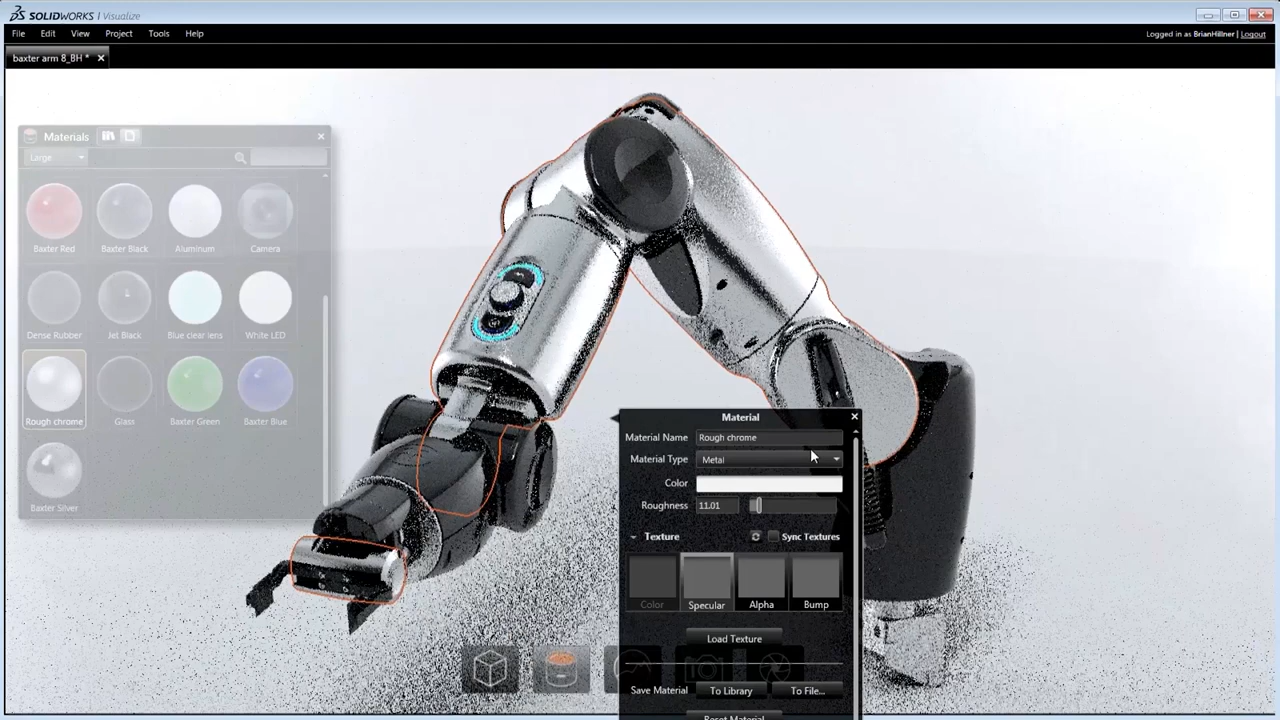 SOLIDWORKS | Visualize
File Edit View Project Tools Help
Logged in as BrianHillner | Logout
baxter arm 8_BH *
Materials
Large
Baxter Red Baxter Black Aluminum Camera
Dense Rubber Jet Black Blue clear lens White LED
Rough chrome Glass Baxter Green Baxter Blue
Baxter Silver
Material
Material Name Rough chrome
Material Type Metal
Color
Roughness 11.01
Texture Sync Textures
Color Specular Alpha Bump
Load Texture
Save Material To Library To File...
Reset Material